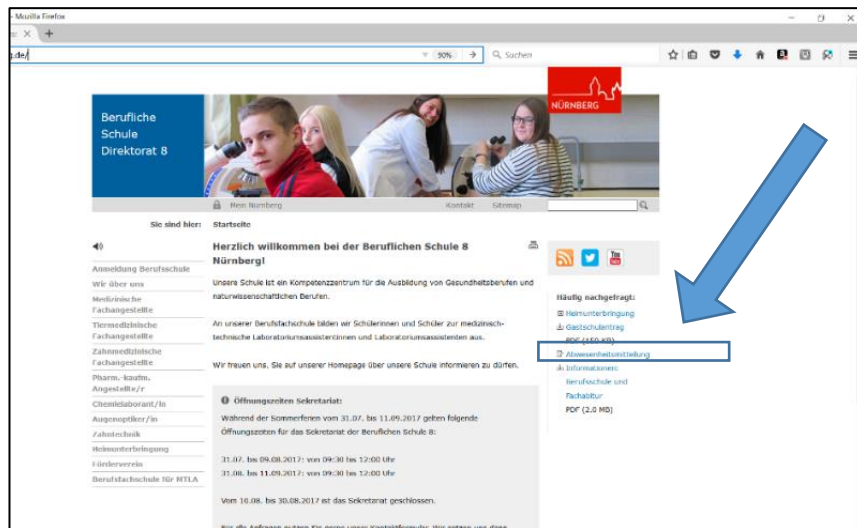 - Mozilla Firefox
g.de/
90%
Suchen
NÜRNBERG
Berufliche
Schule
Direktorat 8
Mein Nürnberg
Kontakt
Sitemap
Sie sind hier:
Startseite
Anmeldung Berufsschule
Wir über uns
Medizinische
Fachangestellte
Tiermedizinische
Fachangestellte
Zahnmedizinische
Fachangestellte
Pharm.-kaufm.
Angestellte/r
Chemielaborant/in
Augenoptiker/in
Zahntechnik
Heimunterbringung
Förderverein
Berufsfachschule für MTLA
Herzlich willkommen bei der Beruflichen Schule 8
Nürnberg!
Unsere Schule ist ein Kompetenzzentrum für die Ausbildung von Gesundheitsberufen und
naturwissenschaftlichen Berufen.
An unserer Berufsfachschule bilden wir Schülerinnen und Schüler zur medizinisch-
technische Laboratoriumsassistentinnen und Laboratoriumsassistenten aus.
Wir freuen uns, Sie auf unserer Homepage über unsere Schule informieren zu dürfen.
Öffnungszeiten Sekretariat:
Während der Sommerferien vom 31.07. bis 11.09.2017 gelten folgende
Öffnungszeiten für das Sekretariat der Beruflichen Schule 8:
31.07. bis 09.08.2017: von 09:30 bis 12:00 Uhr
31.08. bis 11.09.2017: von 09:30 bis 12:00 Uhr
Vom 10.08. bis 30.08.2017 ist das Sekretariat geschlossen.
You
Tube
Häufig nachgefragt:
Heimunterbringung
Gastschulantrag
PDF (159 KB)
Abwesenheitsmitteilung
Informationen:
Berufsschule und
Fachabitur
PDF (2.0 MB)